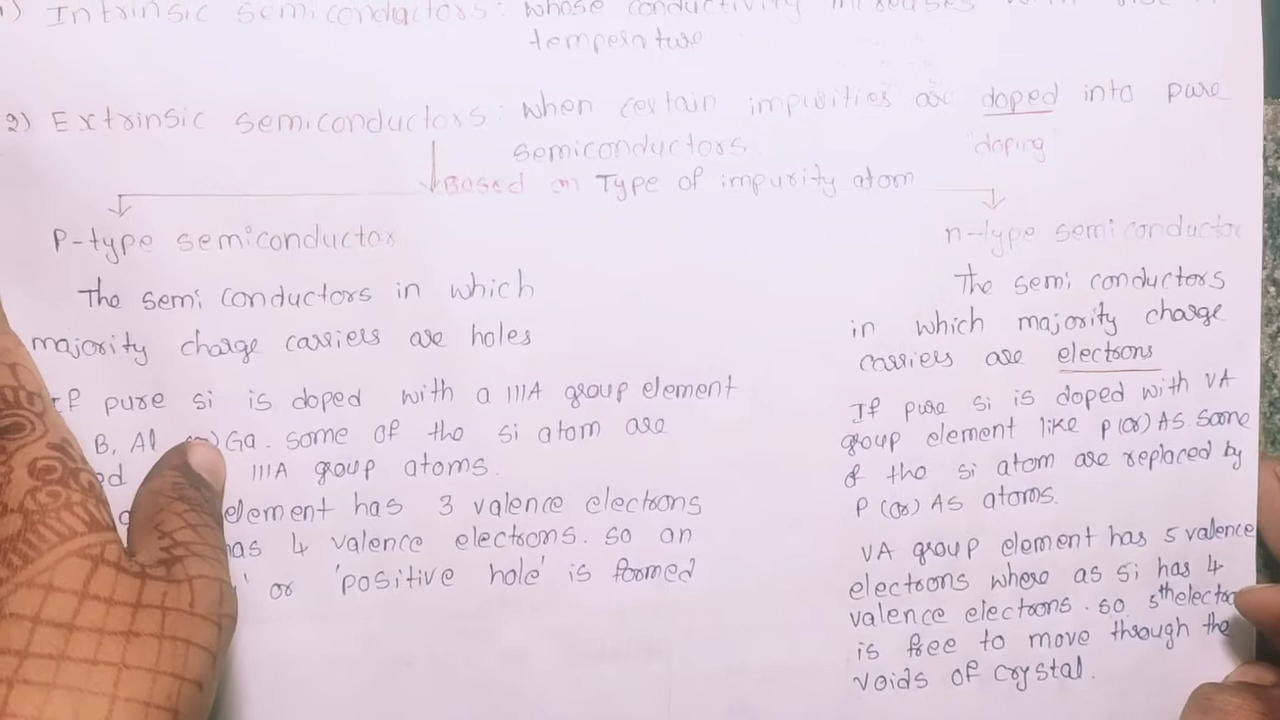 1) Intrinsic semiconductors: whose conductivity increases
temperature
2) Extrinsic semiconductors: when certain impurities are doped into pure
semiconductors. "doping"
Based on Type of impurity atom
P-type semiconductor
The semi conductors in which
majority charge carriers are holes
If pure si is doped with a IIIA group element
B, Al (or) Ga. some of the si atom are
IIIA group atoms.
element has 3 valence electrons
has 4 valence electrons. so an
or 'positive hole' is formed
n-type semiconductor
The semi conductors
in which majority charge
carriers are electrons
If pure si is doped with VA
group element like P(or) As some
of the si atom are replaced by
P (or) As atoms.
VA group element has 5 valence
electrons where as si has 4
valence electrons. so 5th electro
is free to move through the
voids of crystal.